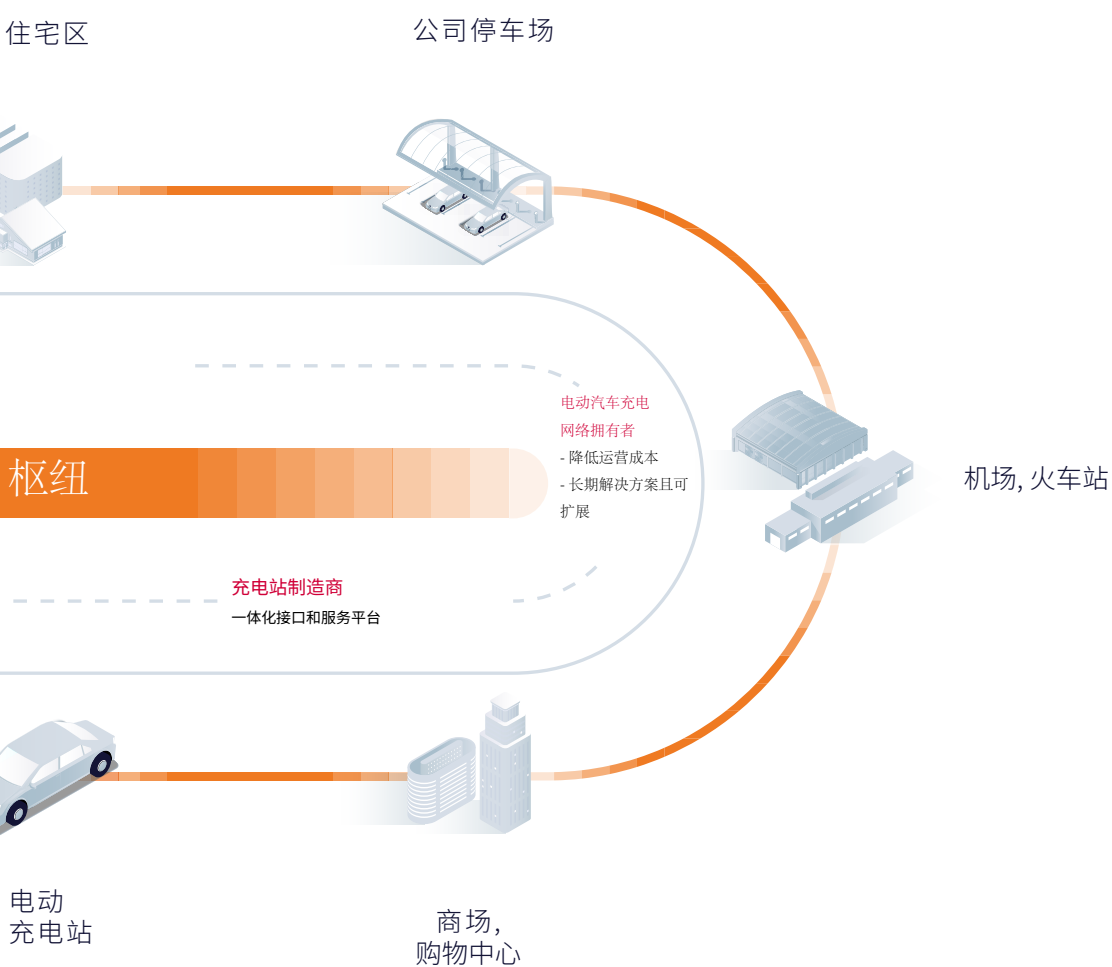 住宅区
公司停车场
电动汽车充电
网络拥有者
- 降低运营成本
- 长期解决方案且可
扩展
枢纽
机场, 火车站
充电站制造商
一体化接口和服务平台
电动
充电站
商场,
购物中心